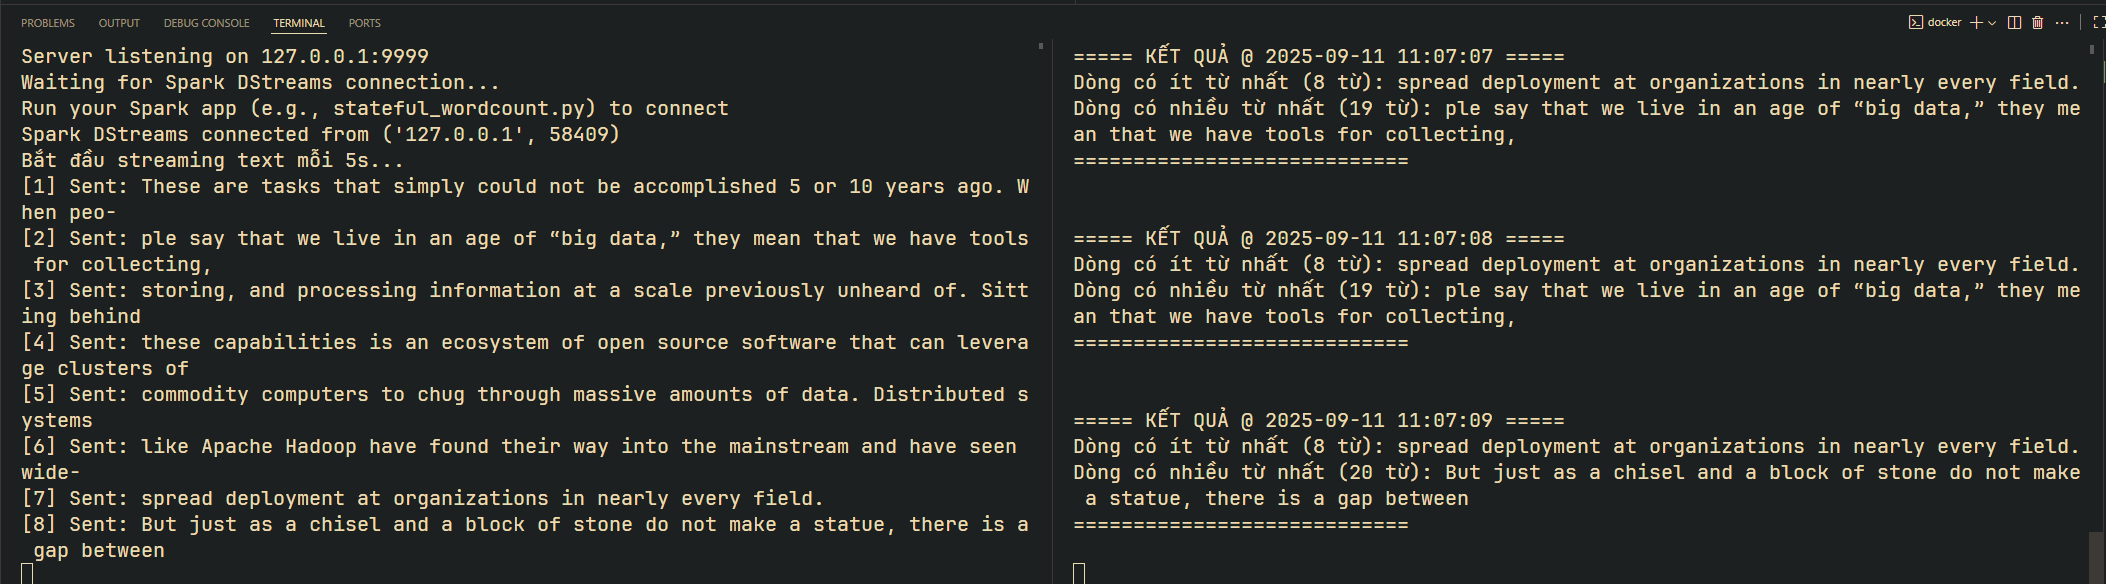 PROBLEMS OUTPUT DEBUG CONSOLE TERMINAL PORTS
docker
Server listening on 127.0.0.1:9999
Waiting for Spark DStreams connection...
Run your Spark app (e.g., stateful_wordcount.py) to connect
Spark DStreams connected from ('127.0.0.1', 58409)
Bắt đầu streaming text mỗi 5s...
[1] Sent: These are tasks that simply could not be accomplished 5 or 10 years ago. W
hen peo-
[2] Sent: ple say that we live in an age of “big data,” they mean that we have tools
for collecting,
[3] Sent: storing, and processing information at a scale previously unheard of. Sitt
ing behind
[4] Sent: these capabilities is an ecosystem of open source software that can levera
ge clusters of
[5] Sent: commodity computers to chug through massive amounts of data. Distributed s
ystems
[6] Sent: like Apache Hadoop have found their way into the mainstream and have seen
wide-
[7] Sent: spread deployment at organizations in nearly every field.
[8] Sent: But just as a chisel and a block of stone do not make a statue, there is a
gap between
===== KẾT QUẢ @ 2025-09-11 11:07:07 =====
Dòng có ít từ nhất (8 từ): spread deployment at organizations in nearly every field.
Dòng có nhiều từ nhất (19 từ): ple say that we live in an age of “big data,” they me
an that we have tools for collecting,
============================
===== KẾT QUẢ @ 2025-09-11 11:07:08 =====
Dòng có ít từ nhất (8 từ): spread deployment at organizations in nearly every field.
Dòng có nhiều từ nhất (19 từ): ple say that we live in an age of “big data,” they me
an that we have tools for collecting,
============================
===== KẾT QUẢ @ 2025-09-11 11:07:09 =====
Dòng có ít từ nhất (8 từ): spread deployment at organizations in nearly every field.
Dòng có nhiều từ nhất (20 từ): But just as a chisel and a block of stone do not make
a statue, there is a gap between
============================